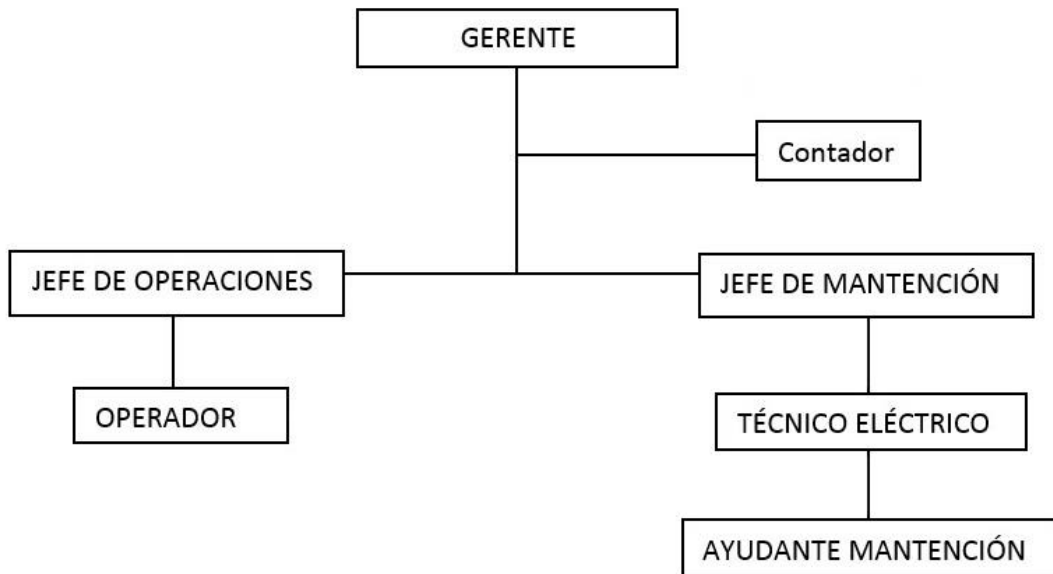 GERENTE
Contador
JEFE DE OPERACIONES
JEFE DE MANTENCIÓN
OPERADOR
TÉCNICO ELÉCTRICO
AYUDANTE MANTENCIÓN